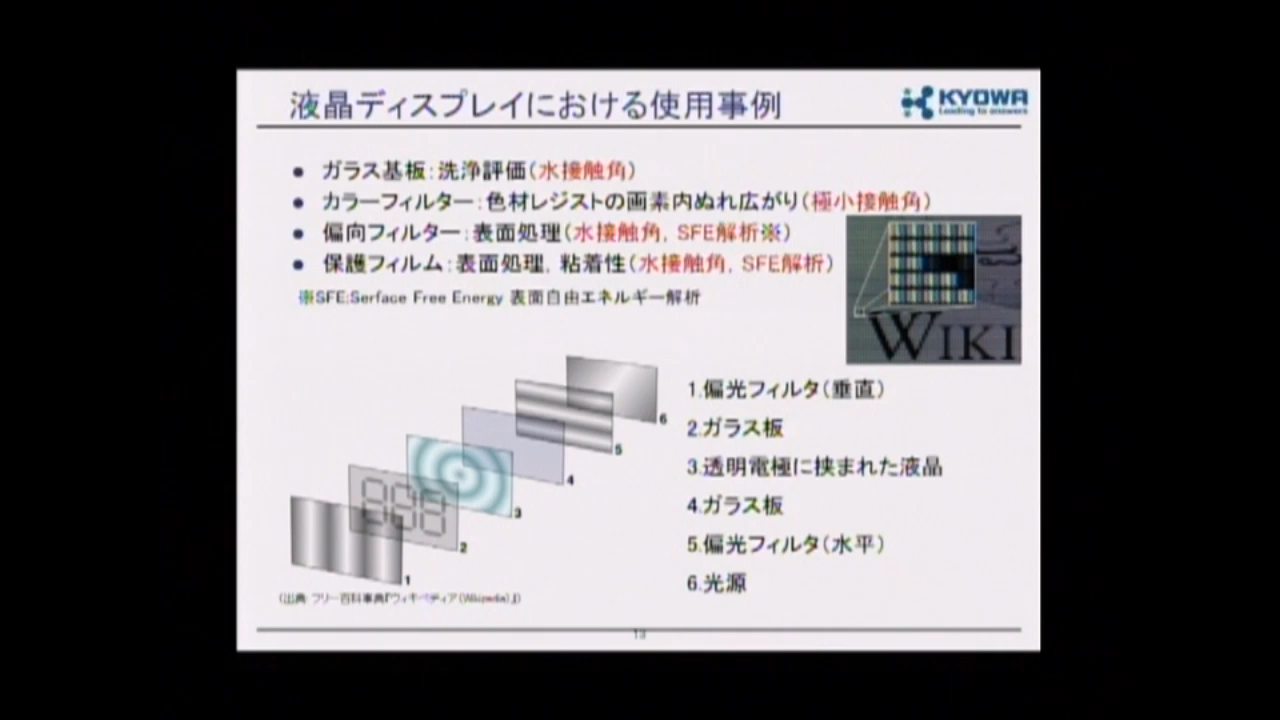 液晶ディスプレイにおける使用事例
KYOWA
Leading to answers
● ガラス基板:洗浄評価(水接触角)
● カラーフィルター:色材レジストの画素内ぬれ広がり(極小接触角)
● 偏向フィルター:表面処理(水接触角, SFE解析※)
● 保護フィルム:表面処理, 粘着性(水接触角, SFE解析)
※SFE:Serface Free Energy 表面自由エネルギー解析
WIKI
1.偏光フィルタ(垂直)
2.ガラス板
3.透明電極に挟まれた液晶
4.ガラス板
5.偏光フィルタ(水平)
6.光源
6
5
4
3
2
1
888
(出典:フリー百科事典『ウィキペディア(Wikipedia)』)
13